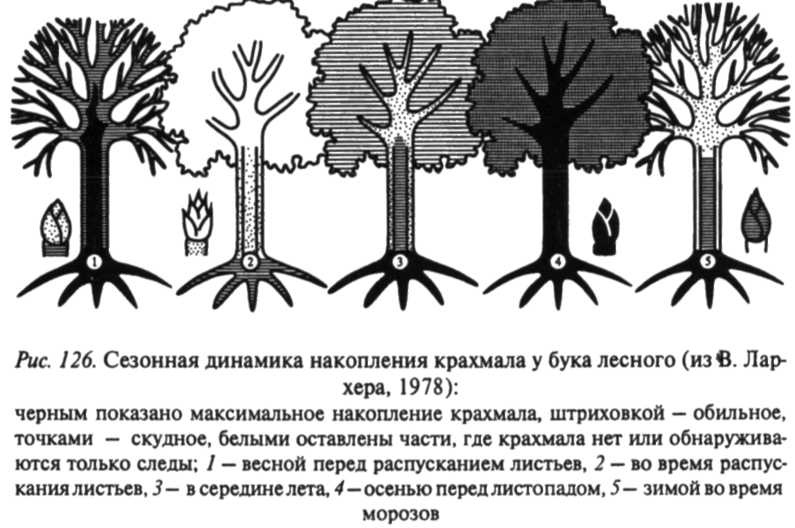 1
2
3
4
5
Рис. 126. Сезонная динамика накопления крахмала у бука лесного (из В. Лар-
хера, 1978):
черным показано максимальное накопление крахмала, штриховкой — обильное,
точками — скудное, белыми оставлены части, где крахмала нет или обнаружива-
ются только следы; 1 — весной перед распусканием листьев, 2 — во время распус-
кания листьев, 3 — в середине лета, 4 — осенью перед листопадом, 5 — зимой во время
морозов